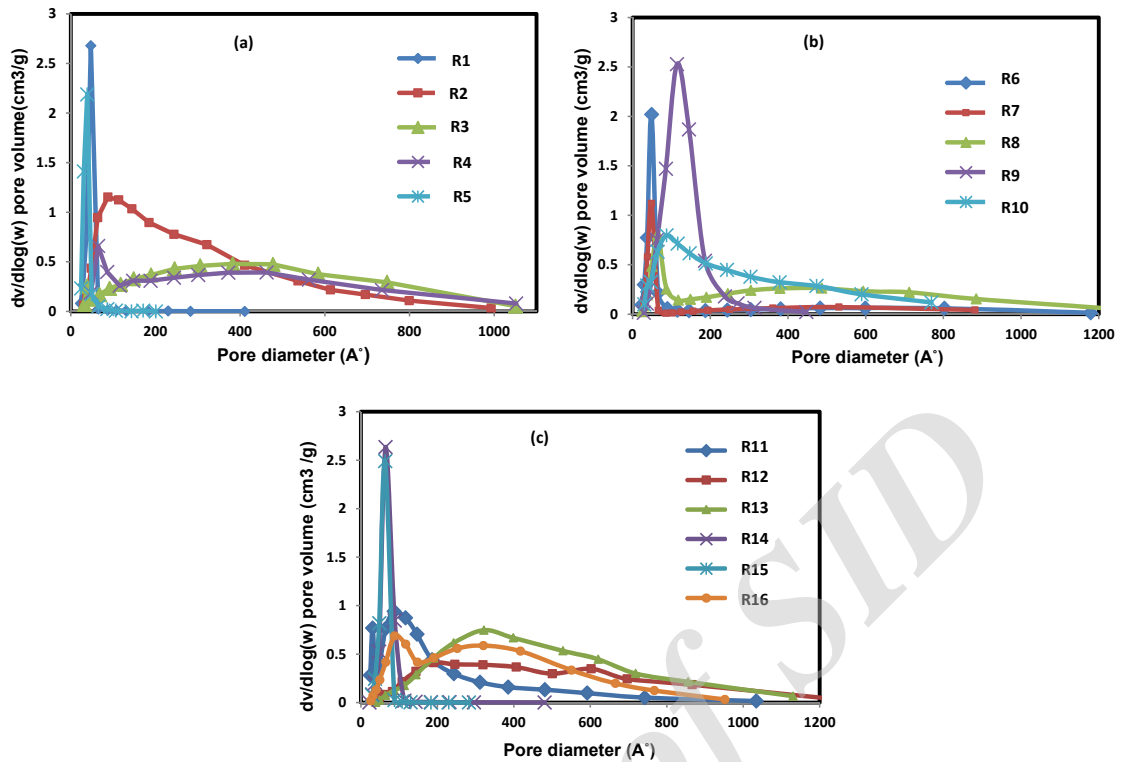 (a)
dv/dlog(w) pore volume(cm3/g)
3
2.5
2
1.5
1
0.5
0
0
200
400
600
800
1000
Pore diameter (A˚)
R1
R2
R3
R4
R5
(b)
dv/dlog(w) pore volume (cm3/g)
3
2.5
2
1.5
1
0.5
0
0
200
400
600
800
1000
1200
Pore diameter (A˚)
R6
R7
R8
R9
R10
(c)
dv/dlog(w) pore volume (cm3 /g)
3
2.5
2
1.5
1
0.5
0
0
200
400
600
800
1000
1200
Pore diameter (A˚)
R11
R12
R13
R14
R15
R16
of SID